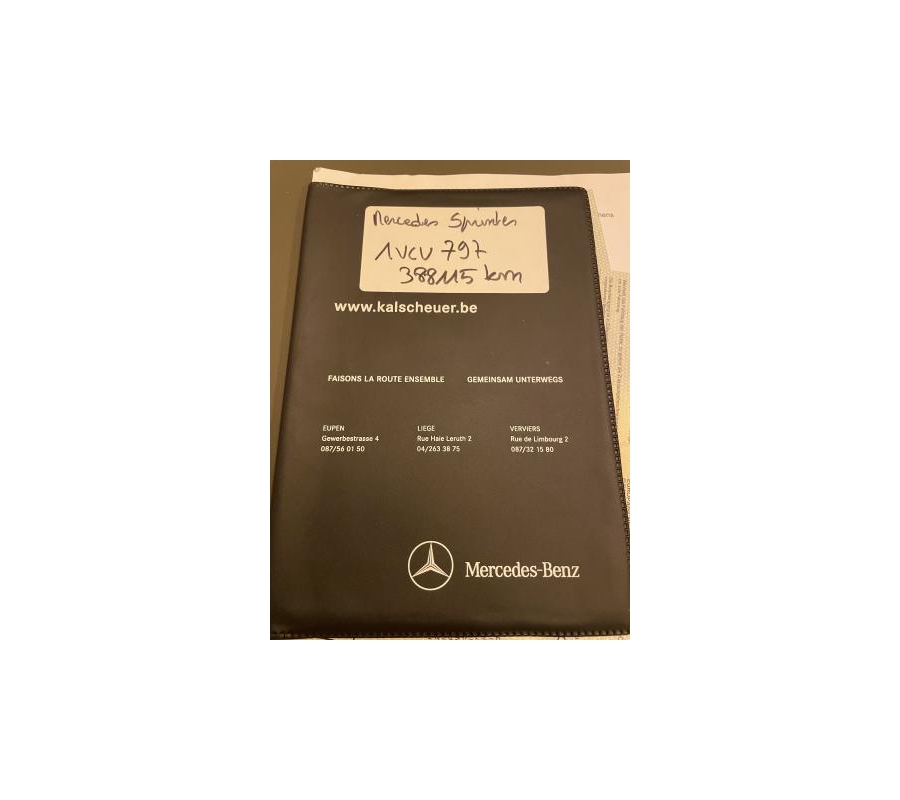 Mercedes Sprinter
1VCV 797
388115 km
www.kalscheuer.be
FAISONS LA ROUTE ENSEMBLE GEMEINSAM UNTERWEGS
EUPEN LIEGE VERVIERS
Gewerbestrasse 4 Rue Haie Leruth 2 Rue de Limbourg 2
087/56 01 50 04/263 38 75 087/32 15 80
Mercedes-Benz